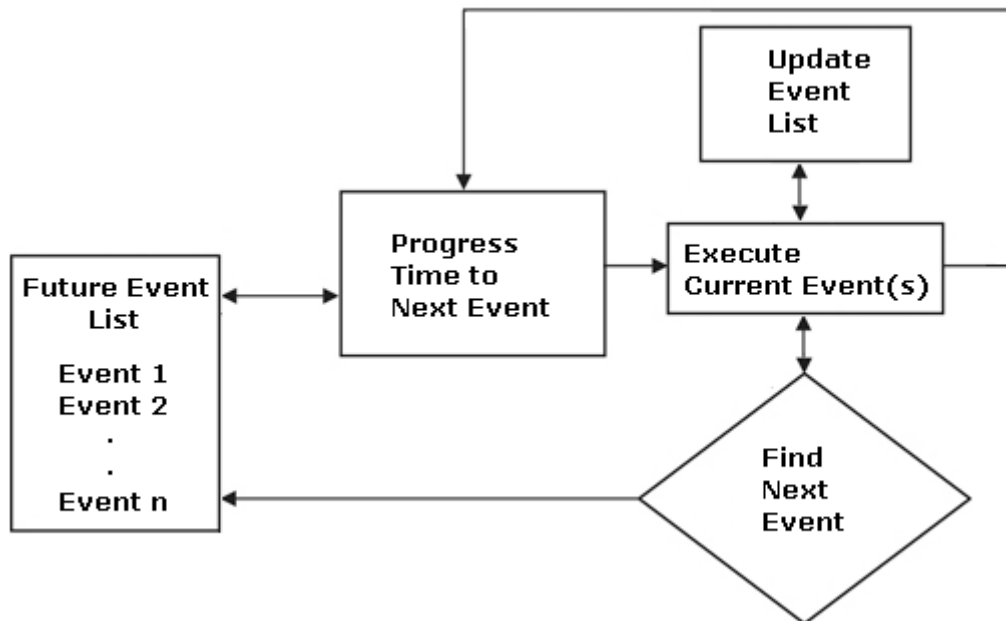 Update
Event
List
Progress
Time to
Next Event
Execute
Current Event(s)
Future Event
List
Event 1
Event 2
.
.
Event n
Find
Next
Event